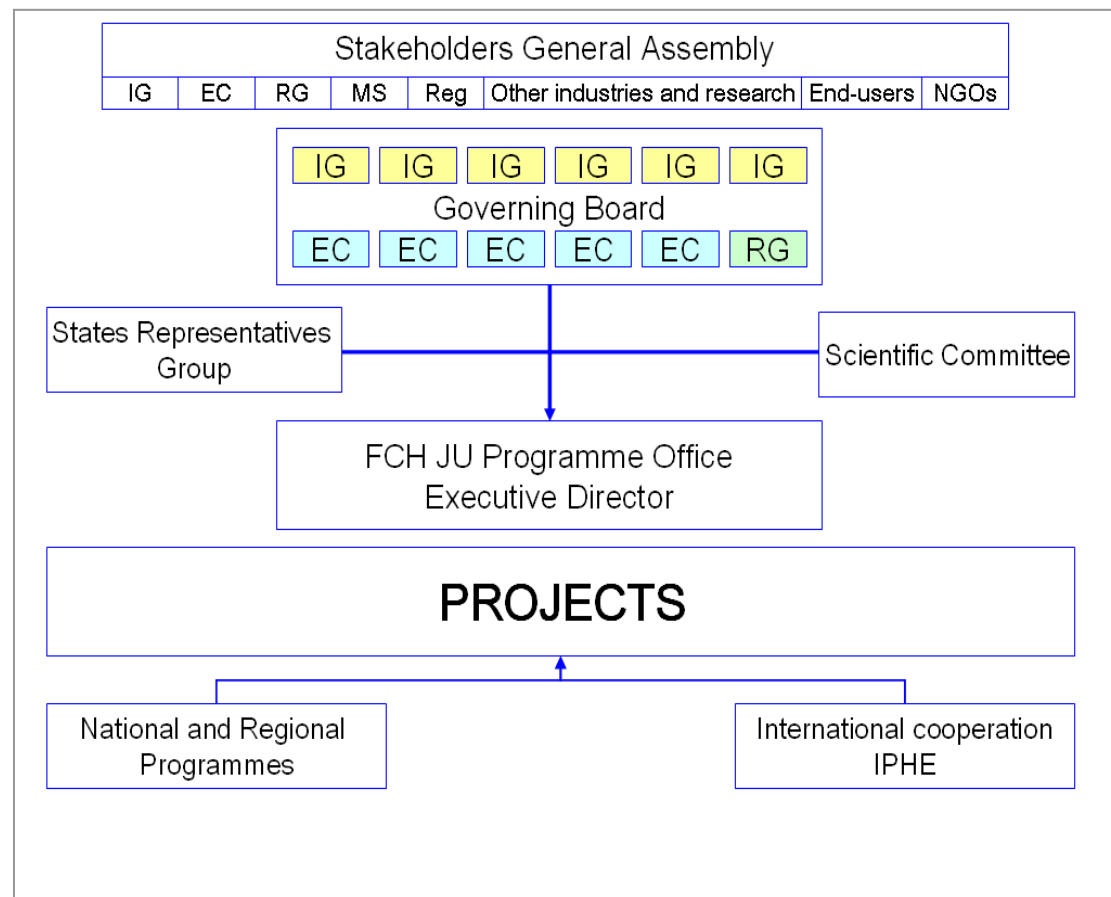 Stakeholders General Assembly
IG EC RG MS Reg Other industries and research End-users NGOs
IG IG IG IG IG IG
Governing Board
EC EC EC EC EC RG
States Representatives
Group
Scientific Committee
FCH JU Programme Office
Executive Director
PROJECTS
National and Regional
Programmes
International cooperation
IPHE